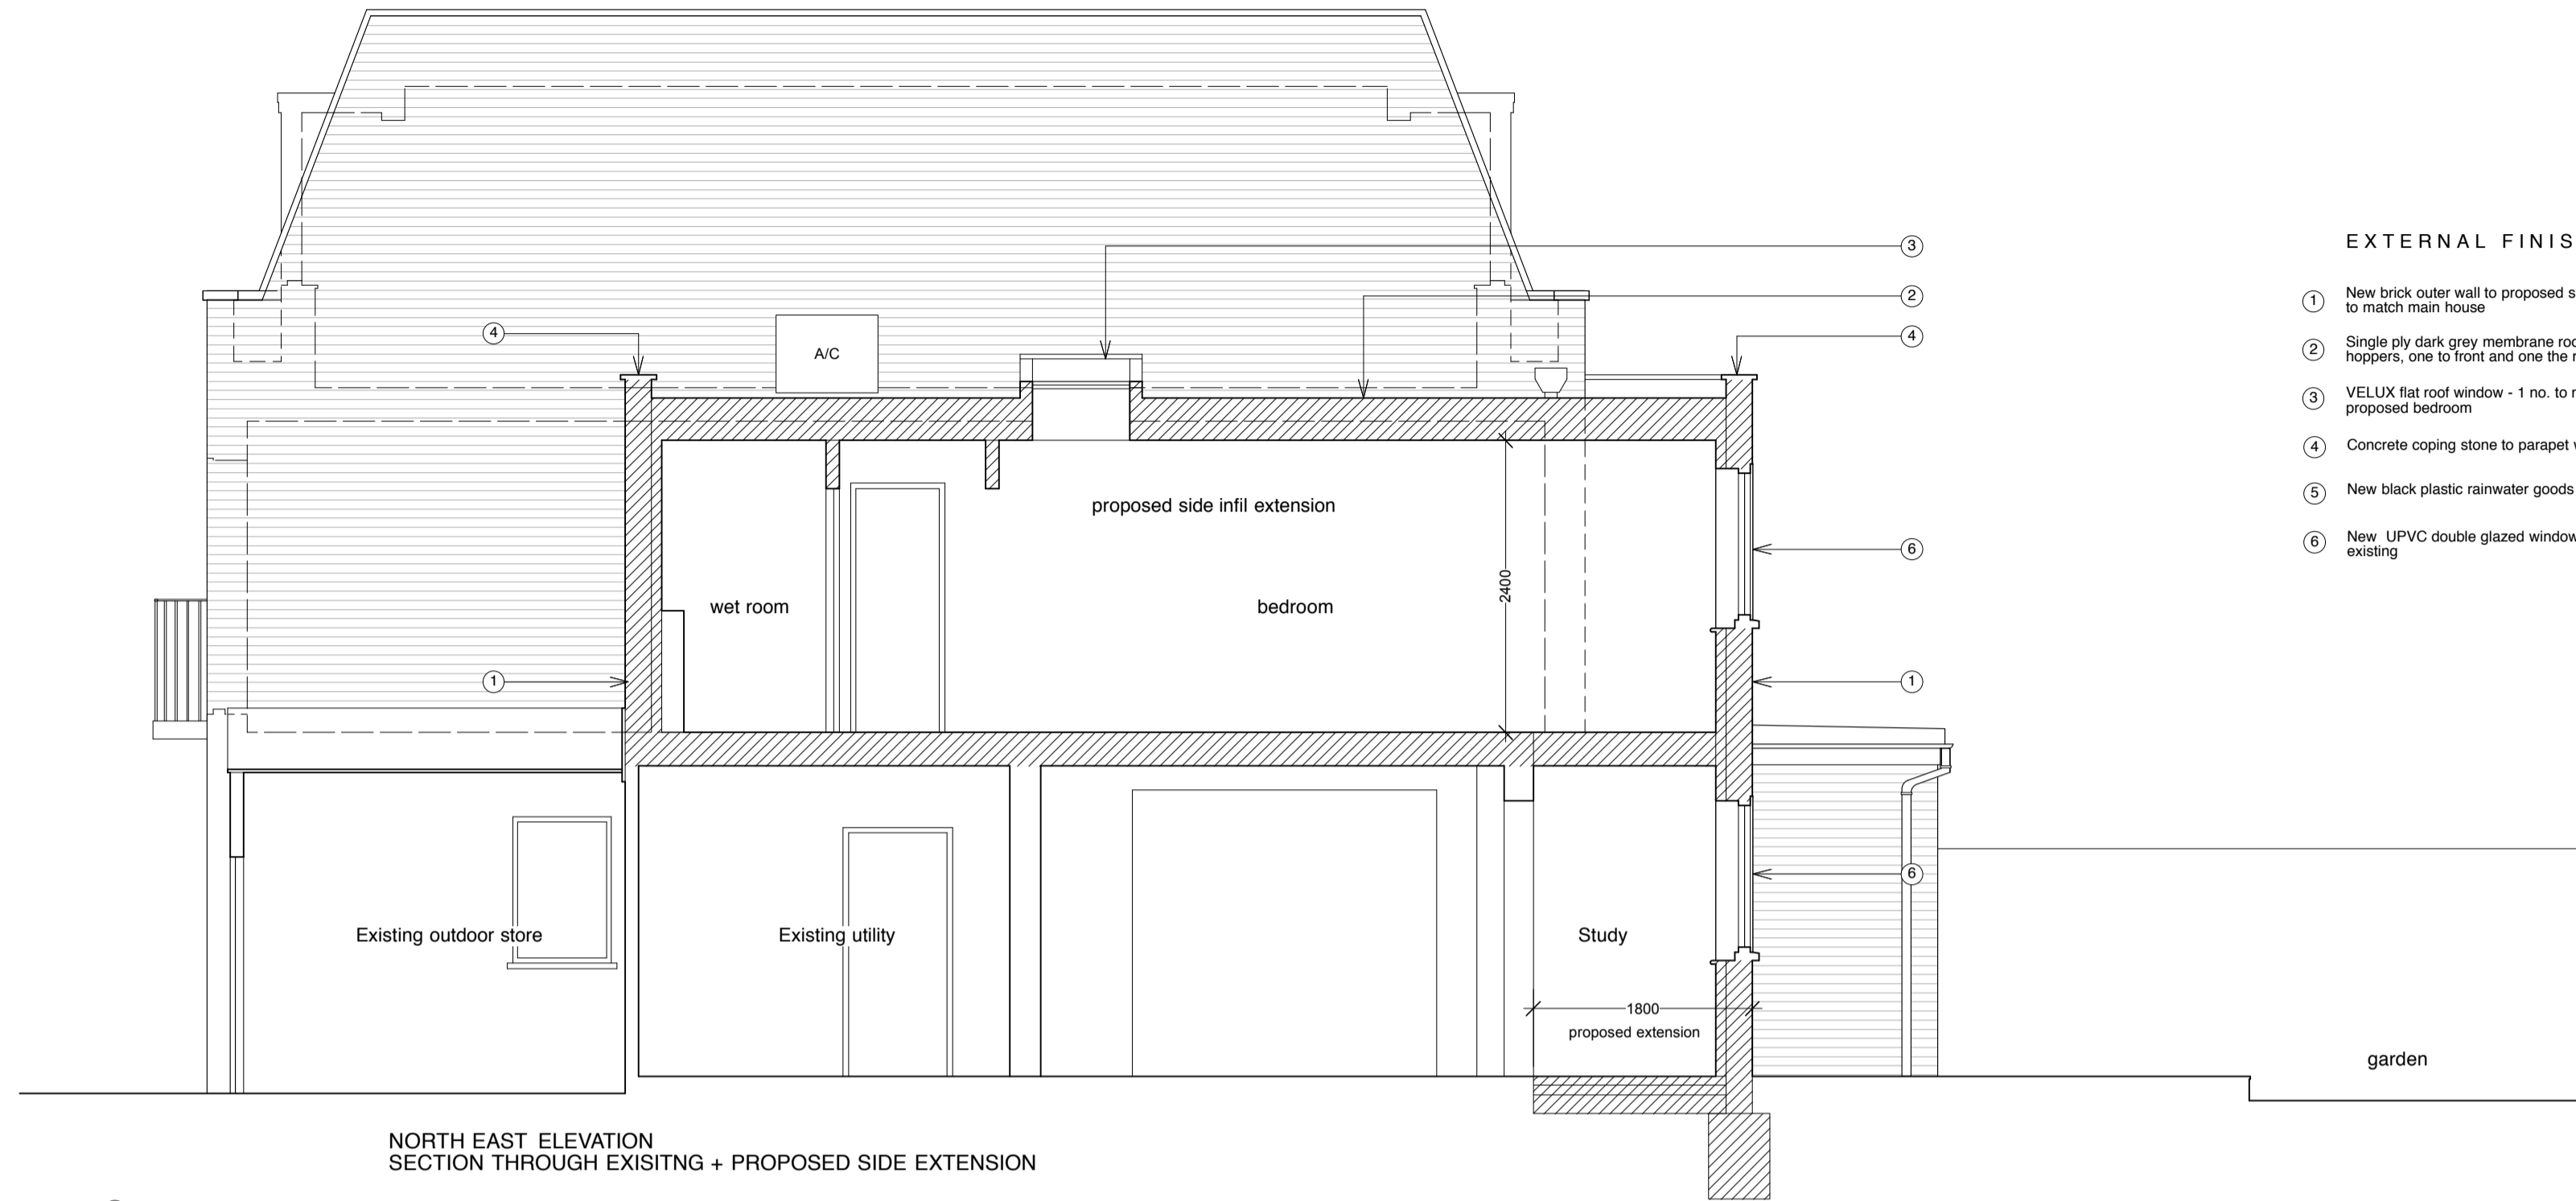 3
2
4
4
A/C
proposed side infil extension
wet room
bedroom
2400
6
1
1
6
Existing outdoor store
Existing utility
Study
1800
proposed extension
garden
NORTH EAST ELEVATION
SECTION THROUGH EXISITNG + PROPOSED SIDE EXTENSION
EXTERNAL FINIS
1 New brick outer wall to proposed s
to match main house
2 Single ply dark grey membrane roo
hoppers, one to front and one the r
3 VELUX flat roof window - 1 no. to r
proposed bedroom
4 Concrete coping stone to parapet w
5 New black plastic rainwater goods
6 New UPVC double glazed window
existing